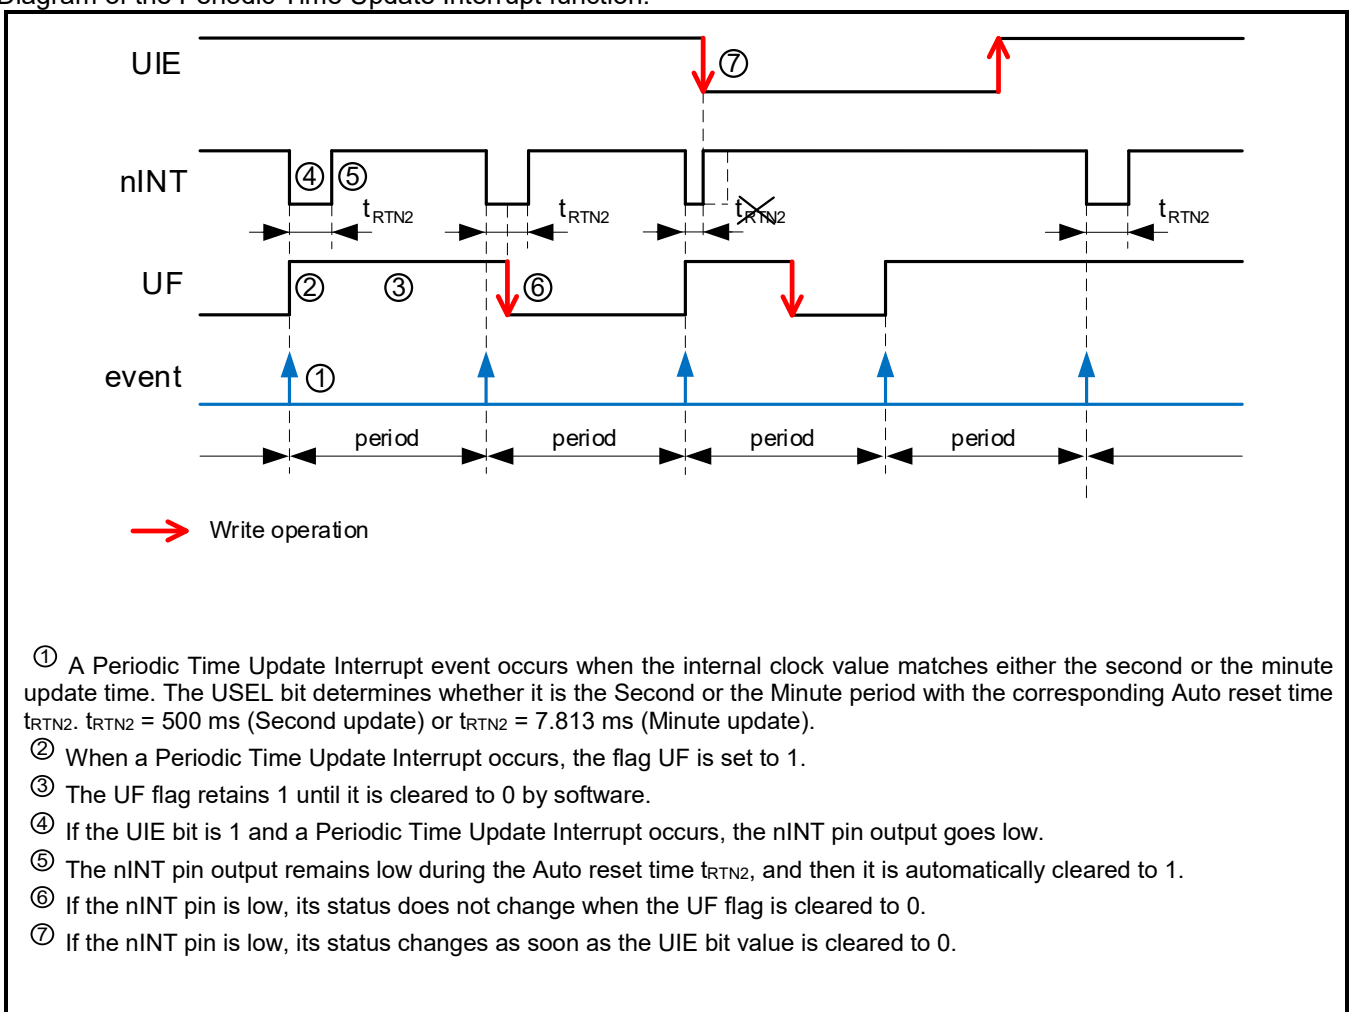 Diagram of the Periodic Time Update Interrupt function:
UIE
⑦
nINT
④ ⑤
tRTN2 tRTN2 tRTN2 tRTN2
UF
② ③ ⑥
event
①
period period period period
Write operation
① A Periodic Time Update Interrupt event occurs when the internal clock value matches either the second or the minute
update time. The USEL bit determines whether it is the Second or the Minute period with the corresponding Auto reset time
tRTN2. tRTN2 = 500 ms (Second update) or tRTN2 = 7.813 ms (Minute update).
② When a Periodic Time Update Interrupt occurs, the flag UF is set to 1.
③ The UF flag retains 1 until it is cleared to 0 by software.
④ If the UIE bit is 1 and a Periodic Time Update Interrupt occurs, the nINT pin output goes low.
⑤ The nINT pin output remains low during the Auto reset time tRTN2, and then it is automatically cleared to 1.
⑥ If the nINT pin is low, its status does not change when the UF flag is cleared to 0.
⑦ If the nINT pin is low, its status changes as soon as the UIE bit value is cleared to 0.